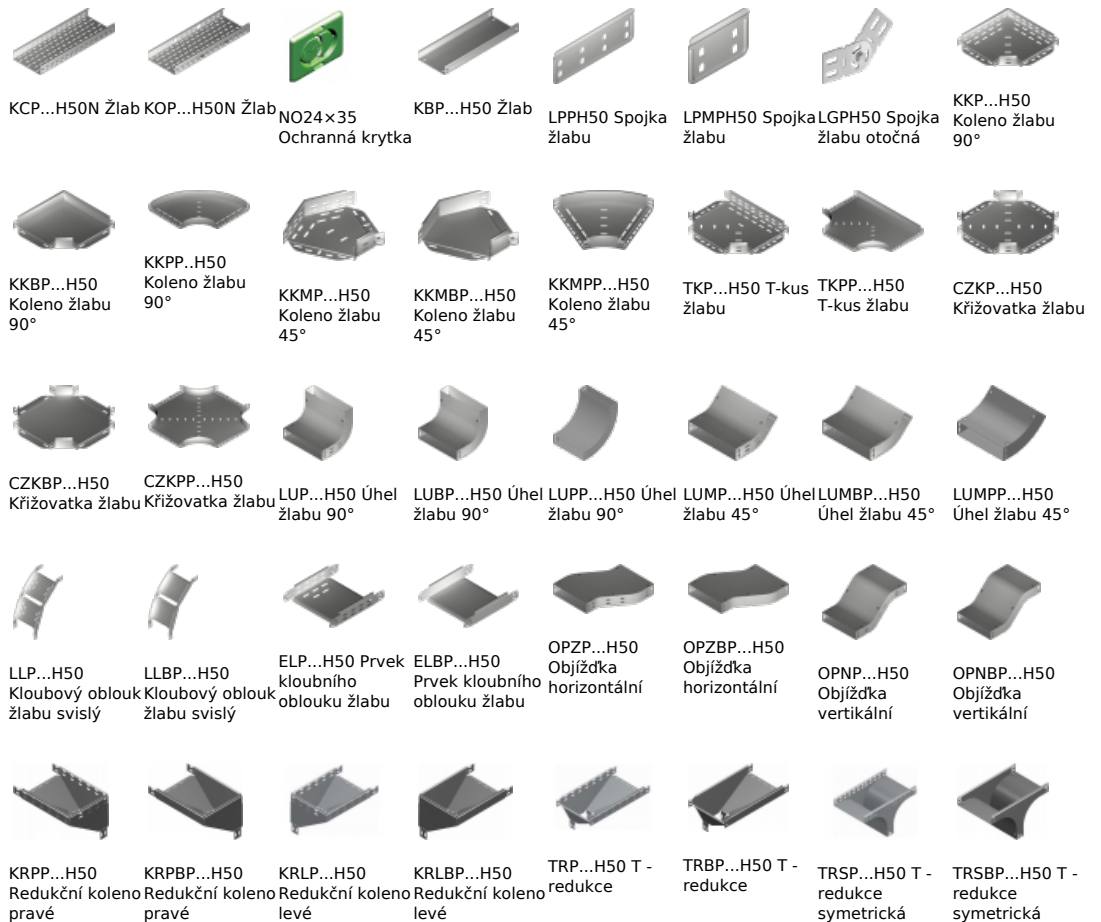 KCP...H50N Žlab
KOP...H50N Žlab
NO24×35
Ochranná krytka
KBP...H50 Žlab
LPPH50 Spojka
žlabu
LPMPH50 Spojka
žlabu
LGPH50 Spojka
žlabu otočná
KKP...H50
Koleno žlabu
90°
KKBP...H50
Koleno žlabu
90°
KKPP..H50
Koleno žlabu
90°
KKMP...H50
Koleno žlabu
45°
KKMBP...H50
Koleno žlabu
45°
KKMPP...H50
Koleno žlabu
45°
TKP...H50 T-kus
žlabu
TKPP...H50
T-kus žlabu
CZKP...H50
Křižovatka žlabu
CZKBP...H50
Křižovatka žlabu
CZKPP...H50
Křižovatka žlabu
LUP...H50 Úhel
žlabu 90°
LUBP...H50 Úhel
žlabu 90°
LUPP...H50 Úhel
žlabu 90°
LUMP...H50 Úhel
žlabu 45°
LUMBP...H50
Úhel žlabu 45°
LUMPP...H50
Úhel žlabu 45°
LLP...H50
Kloubový oblouk
žlabu svislý
LLBP...H50
Kloubový oblouk
žlabu svislý
ELP...H50 Prvek
kloubního
oblouku žlabu
ELBP...H50
Prvek kloubního
oblouku žlabu
OPZP...H50
Objížďka
horizontální
OPZBP...H50
Objížďka
horizontální
OPNP...H50
Objížďka
vertikální
OPNBP...H50
Objížďka
vertikální
KRPP...H50
Redukční koleno
pravé
KRPBP...H50
Redukční koleno
pravé
KRLP...H50
Redukční koleno
levé
KRLBP...H50
Redukční koleno
levé
TRP...H50 T -
redukce
TRBP...H50 T -
redukce
TRSP...H50 T -
redukce
symetrická
TRSBP...H50 T -
redukce
symetrická